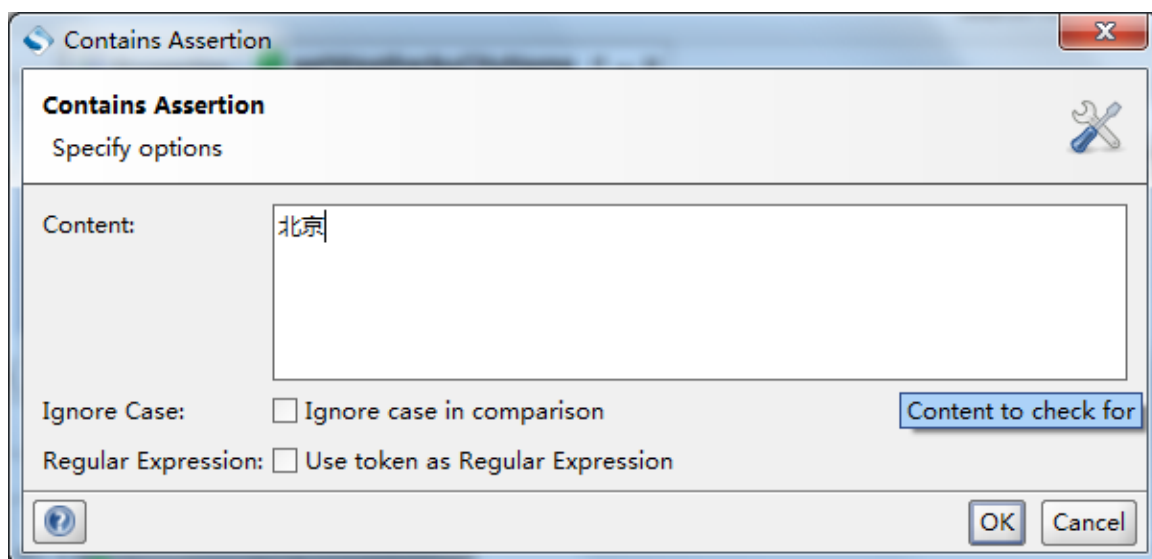 Contains Assertion
Contains Assertion
Specify options
Content:
北京
Ignore Case:
Ignore case in comparison
Content to check for
Regular Expression:
Use token as Regular Expression
OK
Cancel